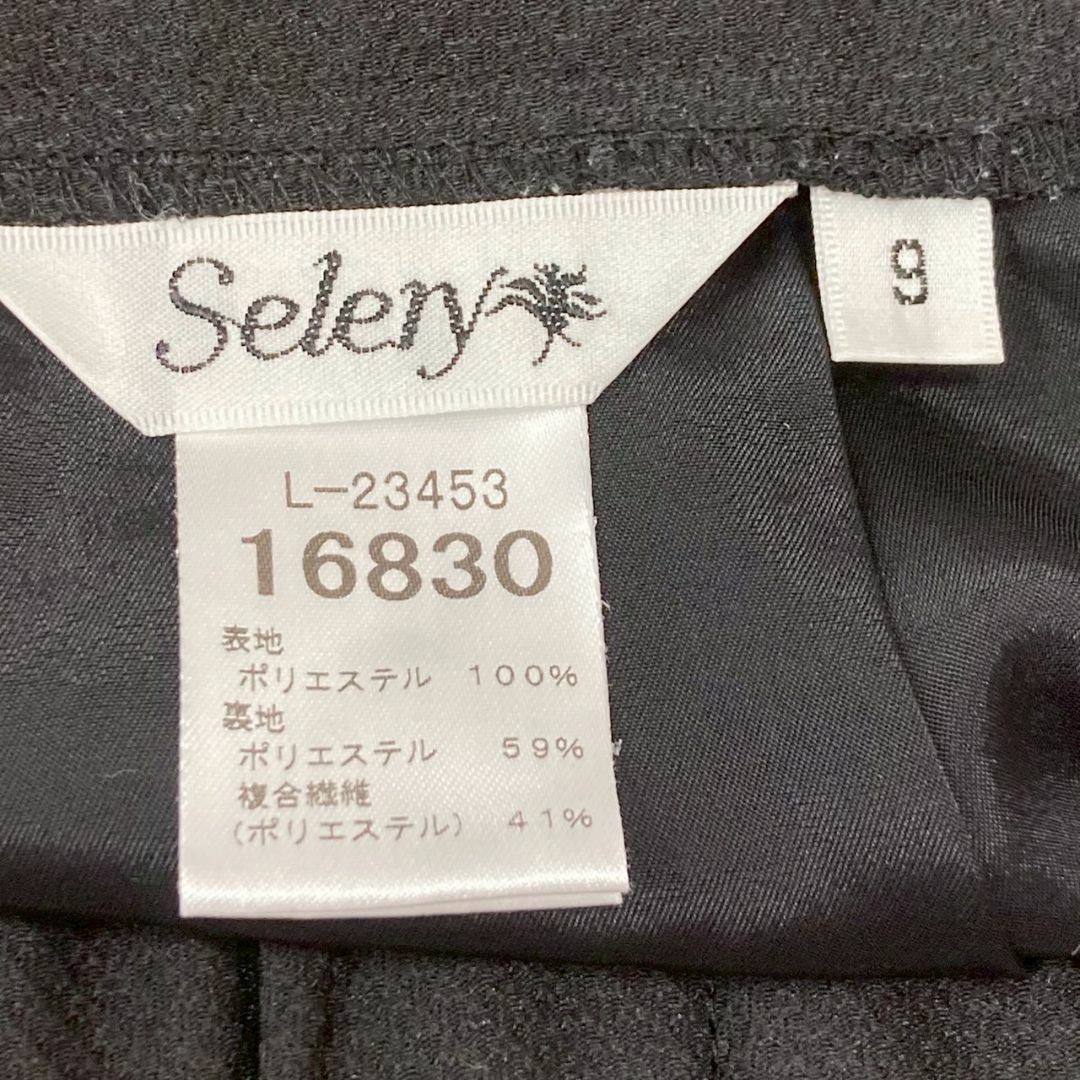 Selery
9
L-23453
16830
表地
ポリエステル 100%
裏地
ポリエステル 59%
複合繊維
(ポリエステル) 41%